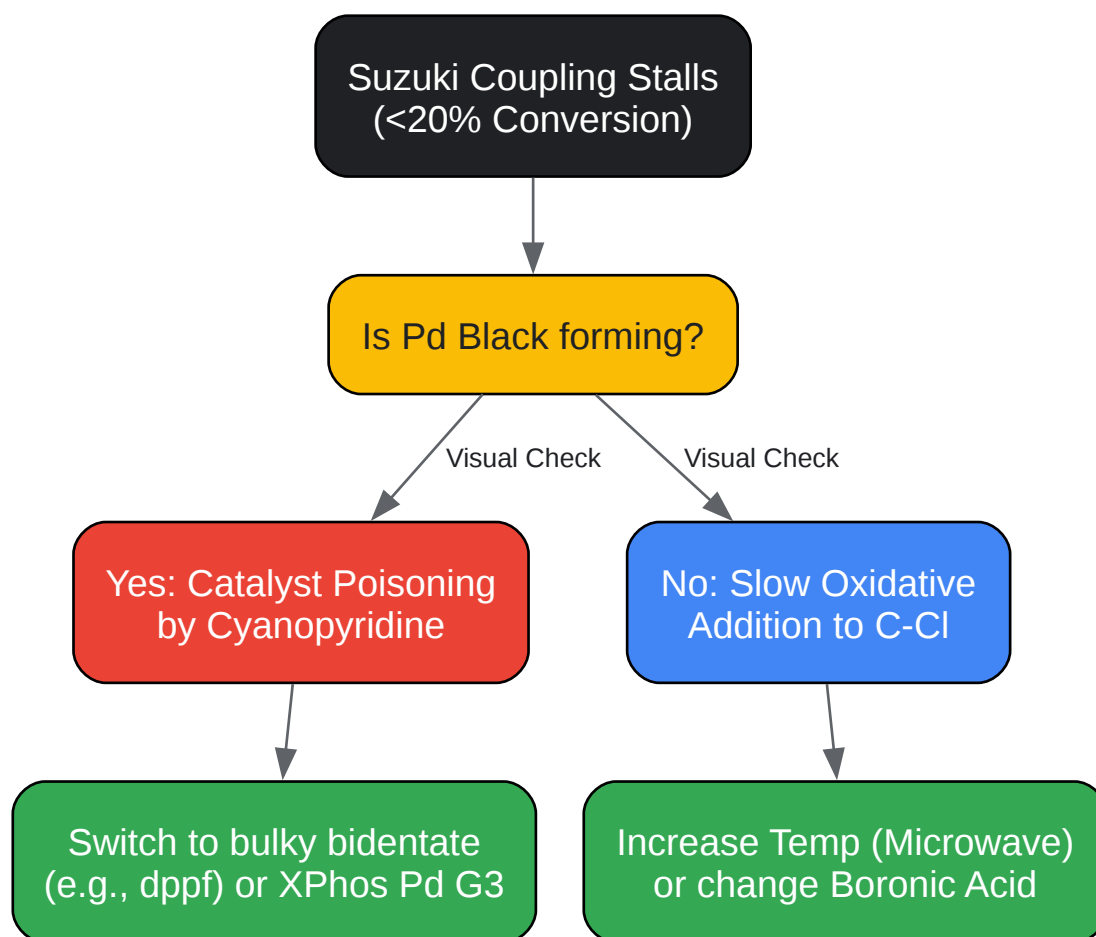 Suzuki Coupling Stalls
(<20% Conversion)
Is Pd Black forming?
Visual Check
Visual Check
Yes: Catalyst Poisoning
by Cyanopyridine
No: Slow Oxidative
Addition to C-Cl
Switch to bulky bidentate
(e.g., dppf) or XPhos Pd G3
Increase Temp (Microwave)
or change Boronic Acid